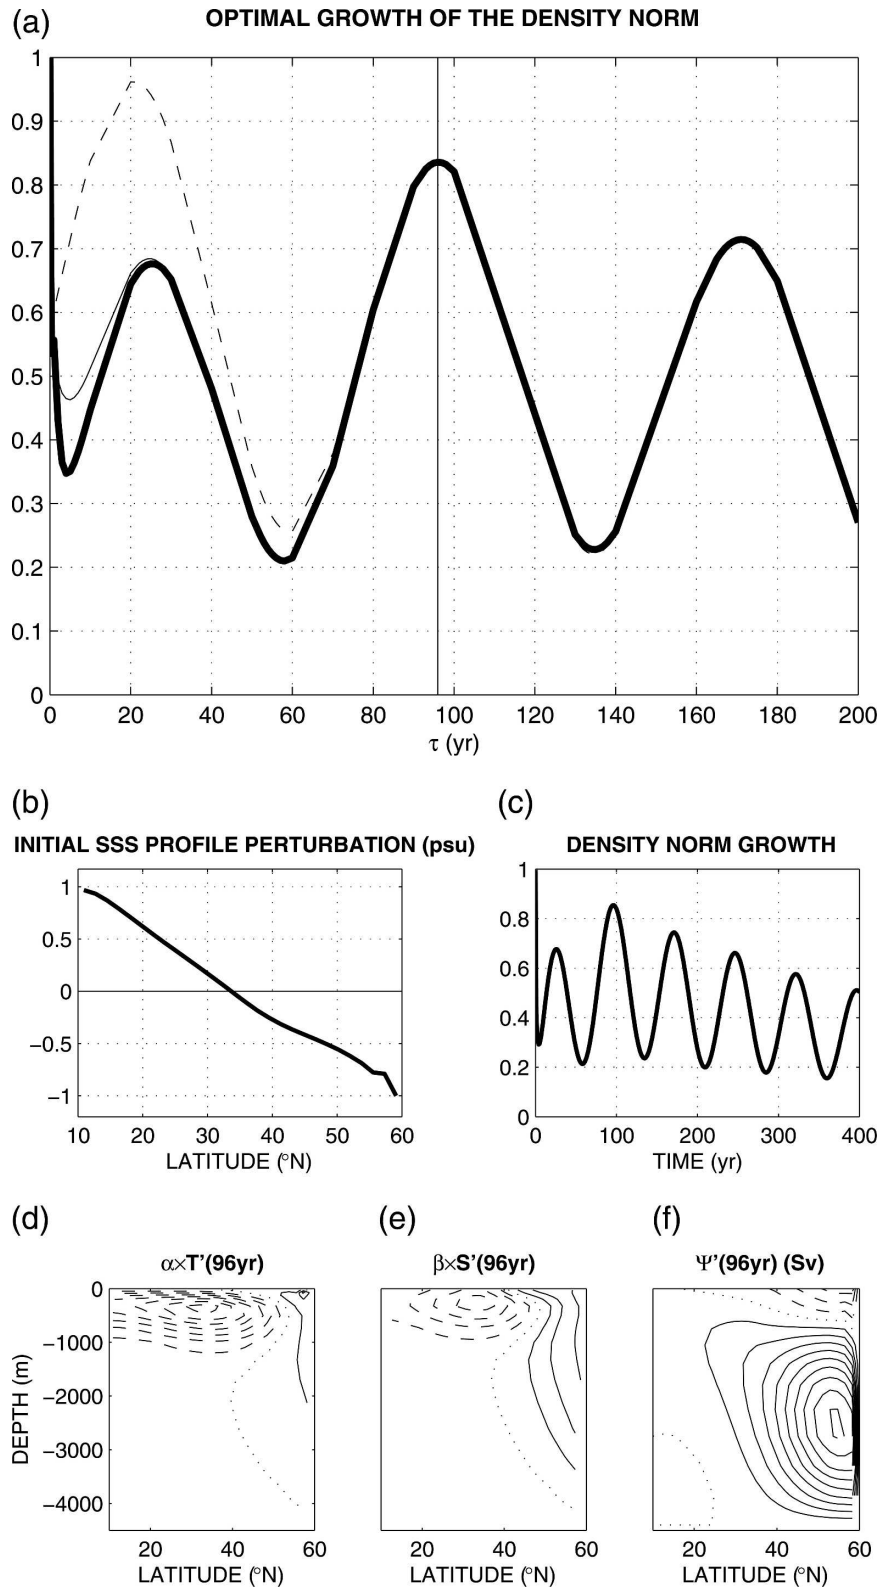 (a)
OPTIMAL GROWTH OF THE DENSITY NORM
1
0.9
0.8
0.7
0.6
0.5
0.4
0.3
0.2
0.1
0
0 20 40 60 80 100 120 140 160 180 200
τ (yr)
(b)
INITIAL SSS PROFILE PERTURBATION (psu)
1
0.5
0
−0.5
−1
10 20 30 40 50 60
LATITUDE (°N)
(c)
DENSITY NORM GROWTH
1
0.8
0.6
0.4
0.2
0
0 100 200 300 400
TIME (yr)
(d)
α×T'(96yr)
0
−1000
−2000
−3000
−4000
DEPTH (m)
20 40 60
LATITUDE (°N)
(e)
β×S'(96yr)
20 40 60
LATITUDE (°N)
(f)
Ψ'(96yr) (Sv)
20 40 60
LATITUDE (°N)